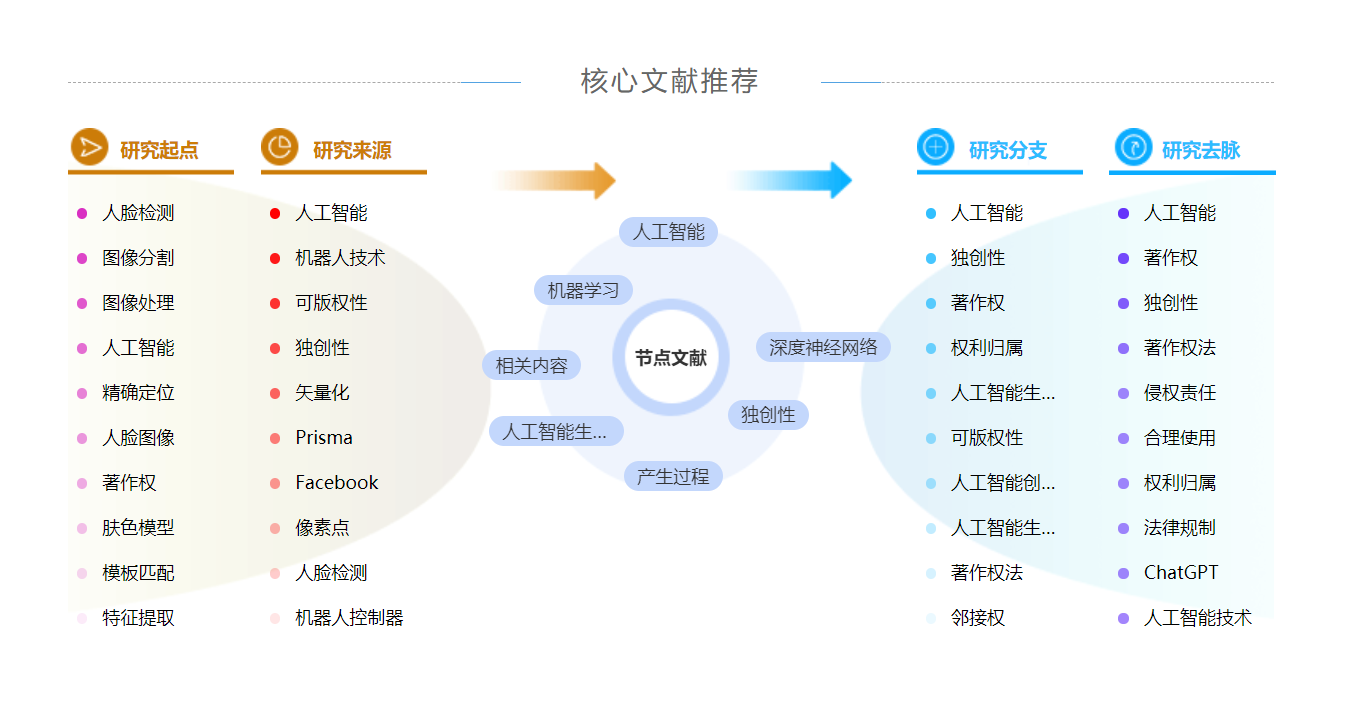 核心文献推荐
研究起点
人脸检测
图像分割
图像处理
人工智能
精确定位
人脸图像
著作权
肤色模型
模板匹配
特征提取
研究来源
人工智能
机器人技术
可版权性
独创性
矢量化
Prisma
Facebook
像素点
人脸检测
机器人控制器
人工智能
机器学习
深度神经网络
节点文献
相关内容
独创性
人工智能生...
产生过程
研究分支
人工智能
独创性
著作权
权利归属
人工智能生...
可版权性
人工智能创...
人工智能生...
著作权法
邻接权
研究去脉
人工智能
著作权
独创性
著作权法
侵权责任
合理使用
权利归属
法律规制
ChatGPT
人工智能技术